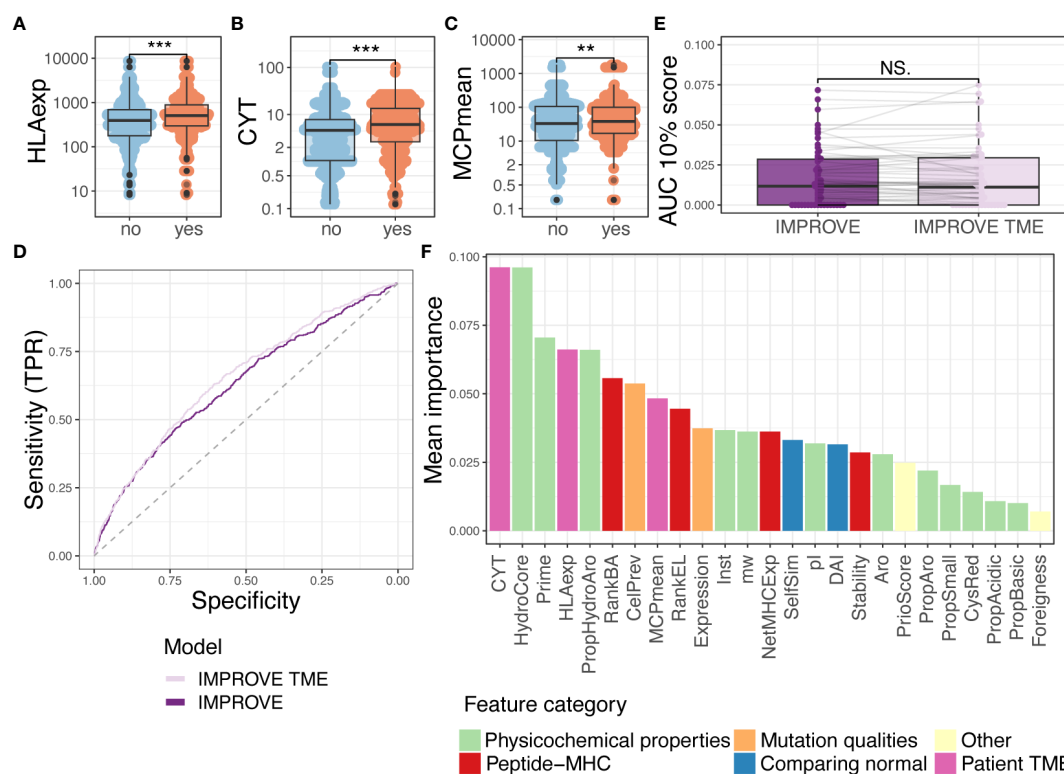 A
HLAexp
10000
1000
100
10
***
no
yes
B
CYT
100
10
2
0.5
0.1
***
no
yes
C
MCPmean
10000
1000
100
10
2
0.5
0.1
**
no
yes
E
AUC 10% score
0.100
0.075
0.050
0.025
0.000
NS.
IMPROVE
IMPROVE TME
D
Sensitivity (TPR)
1.00
0.75
0.50
0.25
0.00
1.00
0.75
0.50
0.25
0.00
Specificity
Model
IMPROVE TME
IMPROVE
F
Mean importance
0.100
0.075
0.050
0.025
0.000
CYT
HydroCore
Prime
HLAexp
PropHydroAro
RankBA
CelPrev
MCPmean
RankEL
Expression
Inst
mw
NetMHCExp
SelfSim
pI
DAI
Stability
Aro
PrioScore
PropAro
PropSmall
CysRed
PropAcidic
PropBasic
Foreigness
Feature category
Physicochemical properties
Mutation qualities
Other
Peptide−MHC
Comparing normal
Patient TME